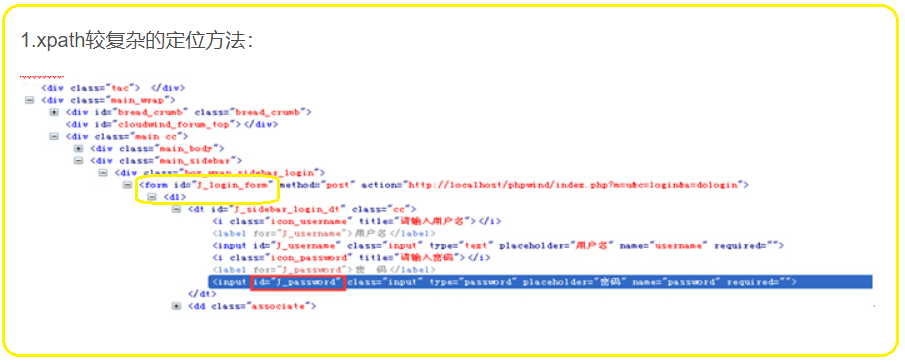 1.xpath较复杂的定位方法：
<div class="tac"> </div>
<div class="main_wrap">
<div id="bread_crumb" class="bread_crumb">
<div id="cloudwind_forum_top"></div>
<div class="main cc">
<div class="main_body">
<div class="main_sidebar">
<div class="box_wrap sidebar_login">
<form id="J_login_form" method="post" action="http://localhost/phpwind/index.php?m=u&c=login&a=dologin">
<dl>
<dt id="J_sidebar_login_dt" class="cc">
<i class="icon_username" title="请输入用户名"></i>
<label for="J_username">用户名</label>
<input id="J_username" class="input" type="text" placeholder="用户名" name="username" required="">
<i class="icon_password" title="请输入密码"></i>
<label for="J_password">密 码</label>
<input id="J_password" class="input" type="password" placeholder="密码" name="password" required="">
</dt>
<dd class="associate">